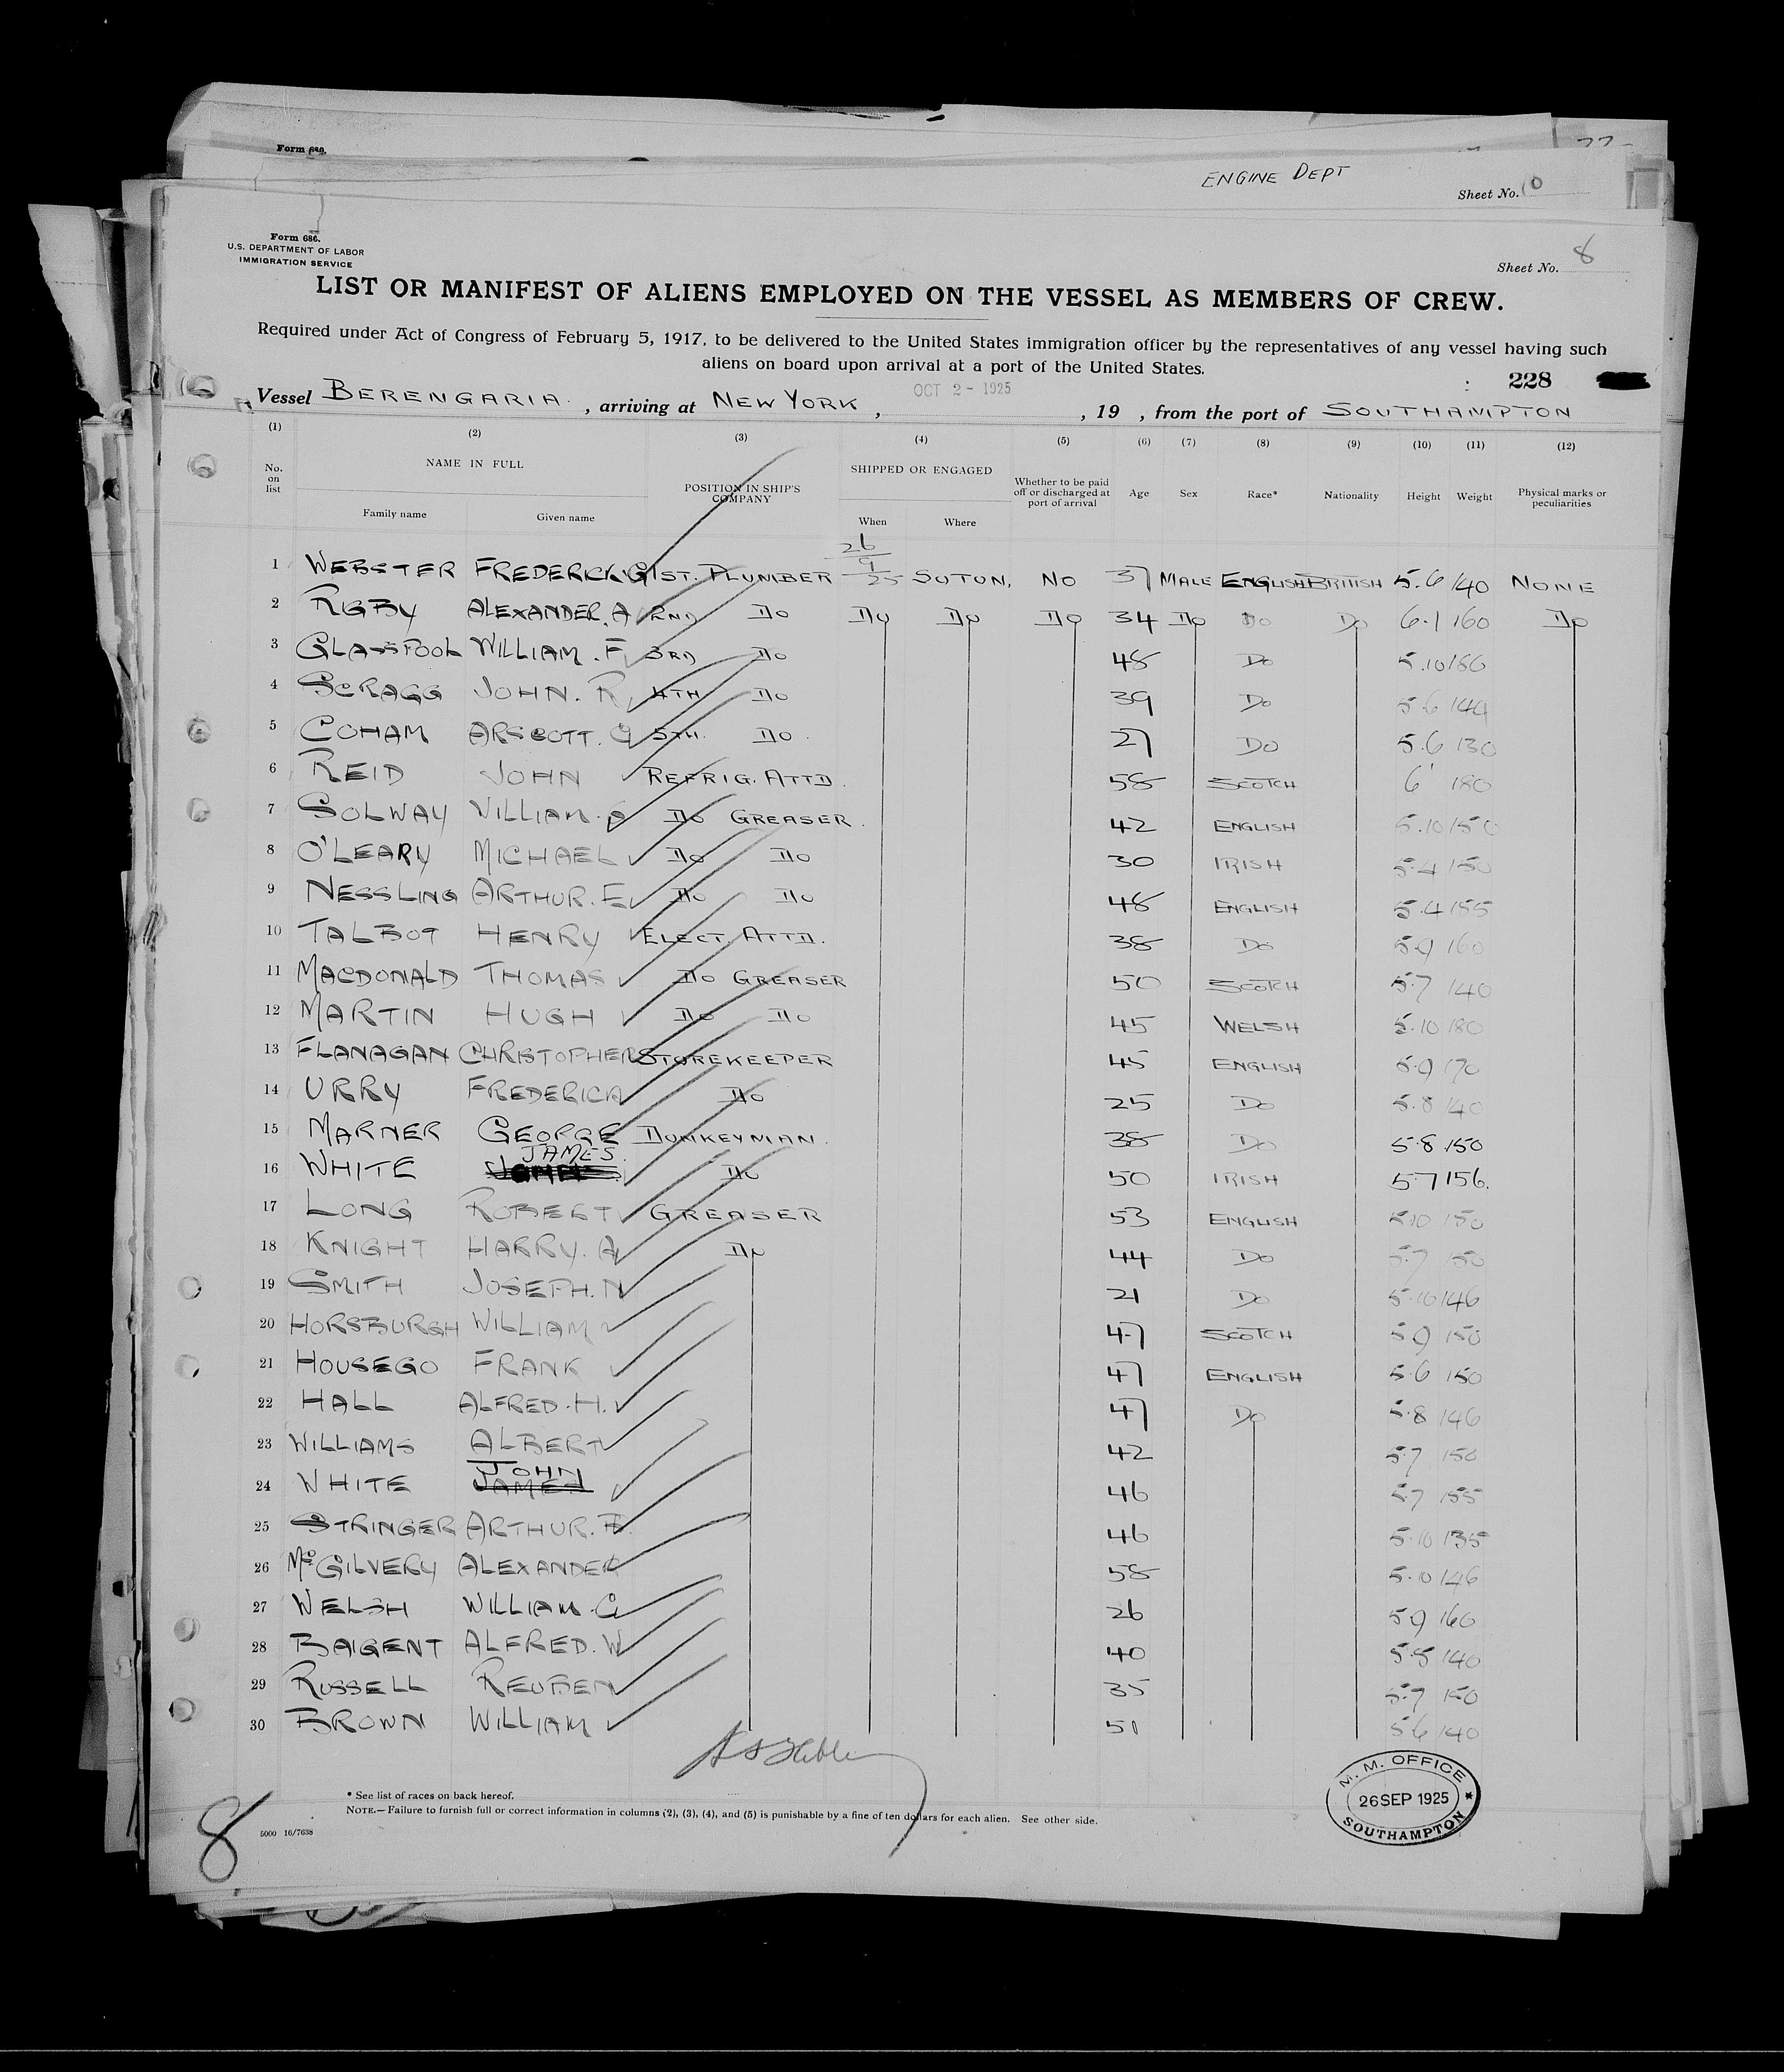 Form 689.
ENGINE DEPT
Sheet No. 10
Form 686.
U.S. DEPARTMENT OF LABOR
IMMIGRATION SERVICE
Sheet No. 8
LIST OR MANIFEST OF ALIENS EMPLOYED ON THE VESSEL AS MEMBERS OF CREW.
Required under Act of Congress of February 5, 1917, to be delivered to the United States immigration officer by the representatives of any vessel having such
aliens on board upon arrival at a port of the United States.
228
Vessel BERENGARIA, arriving at NEW YORK, OCT 2 - 1925, 19 , from the port of SOUTHAMPTON
(1) (2) (3) (4) (5) (6) (7) (8) (9) (10) (11) (12)
No. on list NAME IN FULL POSITION IN SHIP'S COMPANY SHIPPED OR ENGAGED Whether to be paid off or discharged at port of arrival Age Sex Race* Nationality Height Weight Physical marks or peculiarities
Family name Given name When Where
1 WEBSTER FREDERICK G 1ST. PLUMBER 26/9/25 SOTON. NO 37 MALE ENGLISH BRITISH 5.6 140 NONE
2 RIGBY ALEXANDER. A 2ND DO DO DO DO 34 DO DO DO 6.1 160 DO
3 GLASSPOOL WILLIAM. F 3RD DO 48 DO 5.10 186
4 SCRAGG JOHN. R 4TH DO 39 DO 5.6 144
5 COHAM ARSCOTT. G 5TH. DO 27 DO 5.6 130
6 REID JOHN REFRIG. ATTD. 58 SCOTCH 6' 180
7 SOLWAY WILLIAM. DO GREASER. 42 ENGLISH 5.10 150
8 O'LEARY MICHAEL DO DO 30 IRISH 5.4 150
9 NESSLING ARTHUR. E DO DO 48 ENGLISH 5.4 155
10 TALBOT HENRY ELECT. ATTD. 38 DO 5.9 160
11 MACDONALD THOMAS DO GREASER 50 SCOTCH 5.7 140
12 MARTIN HUGH DO DO 45 WELSH 5.10 180
13 FLANAGAN CHRISTOPHER STOREKEEPER 45 ENGLISH 5.9 170
14 URRY FREDERICK DO 25 DO 5.8 140
15 MARNER GEORGE DONKEYMAN. 38 DO 5.8 150
16 WHITE JAMES. DO 50 IRISH 5.7 156.
17 LONG ROBERT GREASER 53 ENGLISH 5.10 150
18 KNIGHT HARRY. A DO 44 DO 5.7 150
19 SMITH JOSEPH. N 21 DO 5.10 146
20 HORSBURGH WILLIAM 47 SCOTCH 5.9 150
21 HOUSEGO FRANK 47 ENGLISH 5.6 150
22 HALL ALFRED. H. 47 DO 5.8 146
23 WILLIAMS ALBERT 42 5.7 150
24 WHITE JOHN JAMES 46 5.7 155
25 STRINGER ARTHUR. 46 5.10 135
26 McGILVERY ALEXANDER 58 5.10 146
27 WELSH WILLIAM. G 26 5.9 160
28 BAIGENT ALFRED. W 40 5.5 140
29 RUSSELL REUBEN 35 5.7 150
30 BROWN WILLIAM 51 5.6 140
* See list of races on back hereof.
NOTE.—Failure to furnish full or correct information in columns (2), (3), (4), and (5) is punishable by a fine of ten dollars for each alien. See other side.
5000 16/7638
8
M. M. OFFICE
26 SEP 1925
SOUTHAMPTON